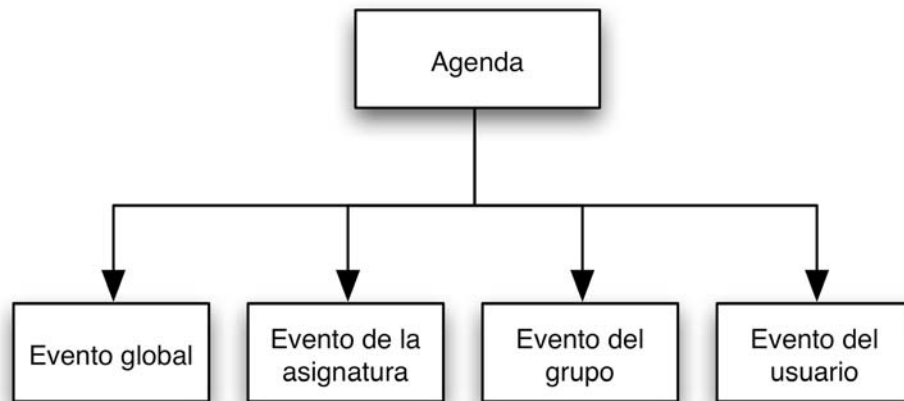 Agenda
Evento global
Evento de la
asignatura
Evento del
grupo
Evento del
usuario